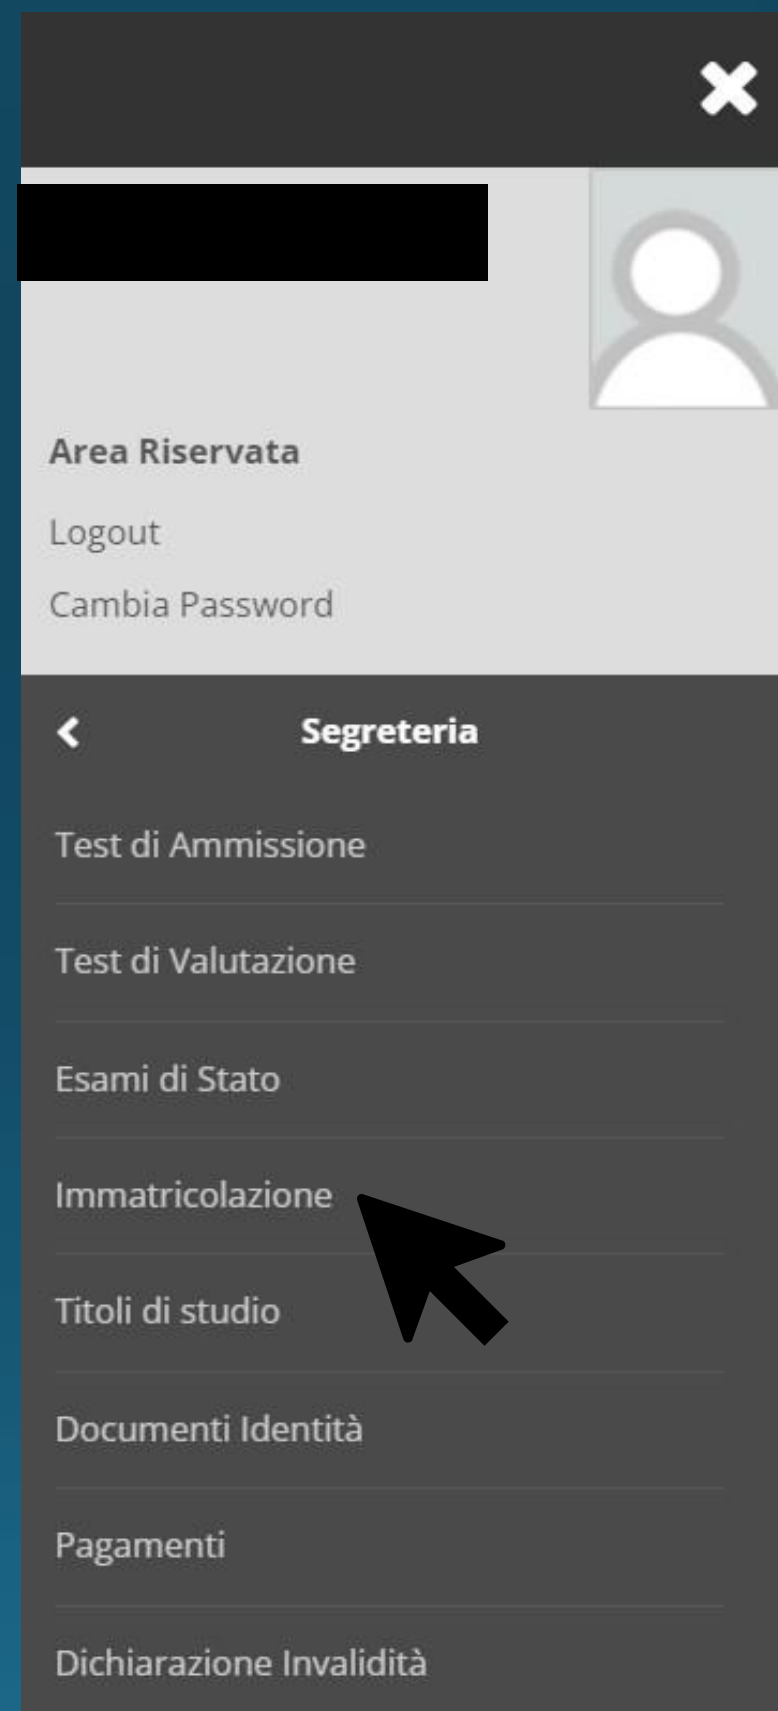 Area Riservata
Logout
Cambia Password
Segreteria
Test di Ammissione
Test di Valutazione
Esami di Stato
Immatricolazione
Titoli di studio
Documenti Identità
Pagamenti
Dichiarazione Invalidità